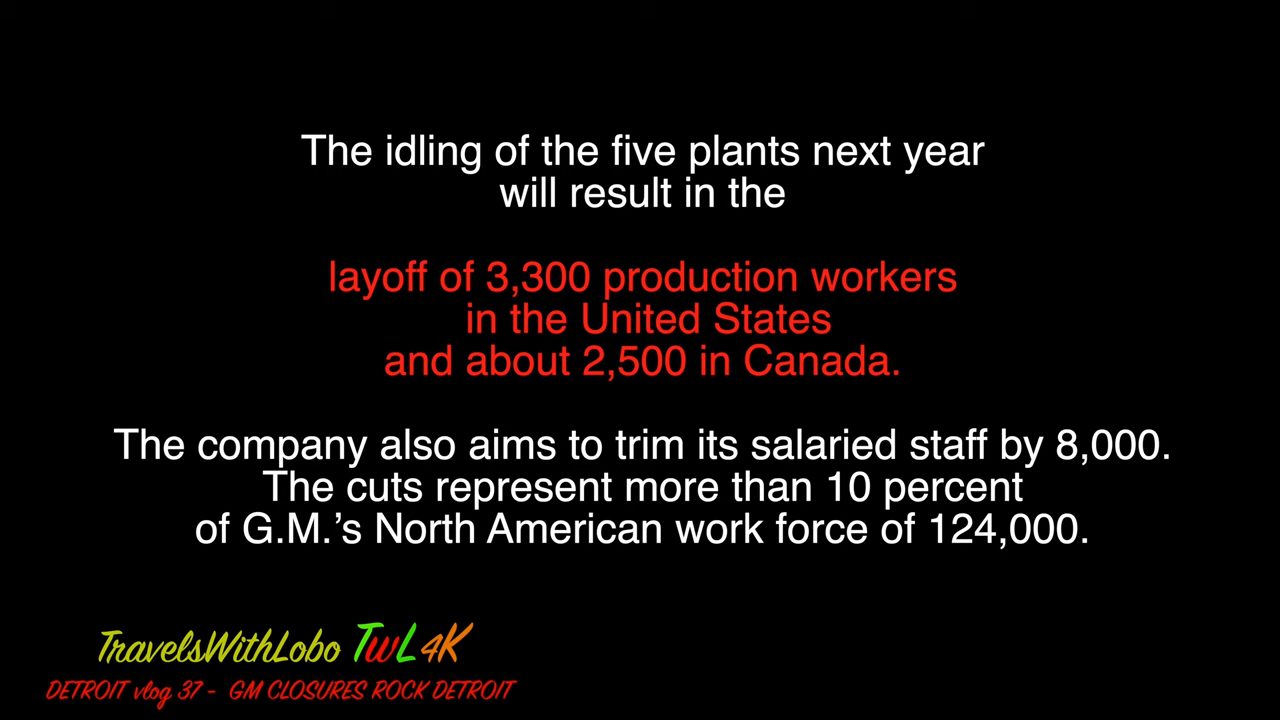 The idling of the five plants next year
will result in the
layoff of 3,300 production workers
in the United States
and about 2,500 in Canada.
The company also aims to trim its salaried staff by 8,000.
The cuts represent more than 10 percent
of G.M.’s North American work force of 124,000.
TravelsWithLobo TwL 4K
DETROIT vlog 37 - GM CLOSURES ROCK DETROIT